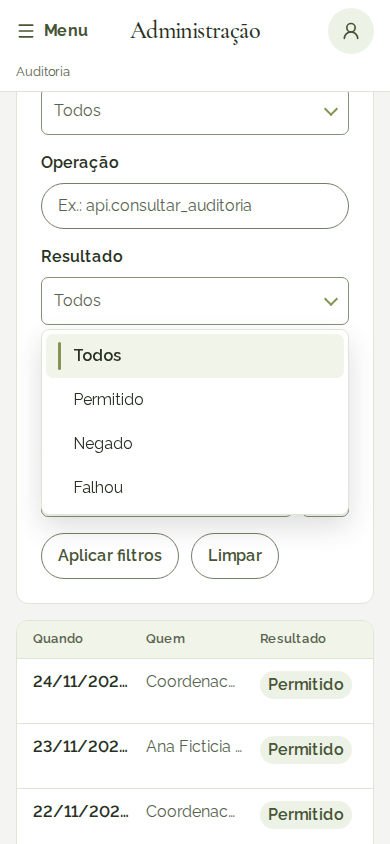 Menu
Administração
Auditoria
Todos
Operação
Ex.: api.consultar_auditoria
Resultado
Todos
Todos
Permitido
Negado
Falhou
Aplicar filtros
Limpar
Quando Quem Resultado
24/11/202… Coordenac… Permitido
23/11/202… Ana Ficticia … Permitido
22/11/202… Coordenac… Permitido